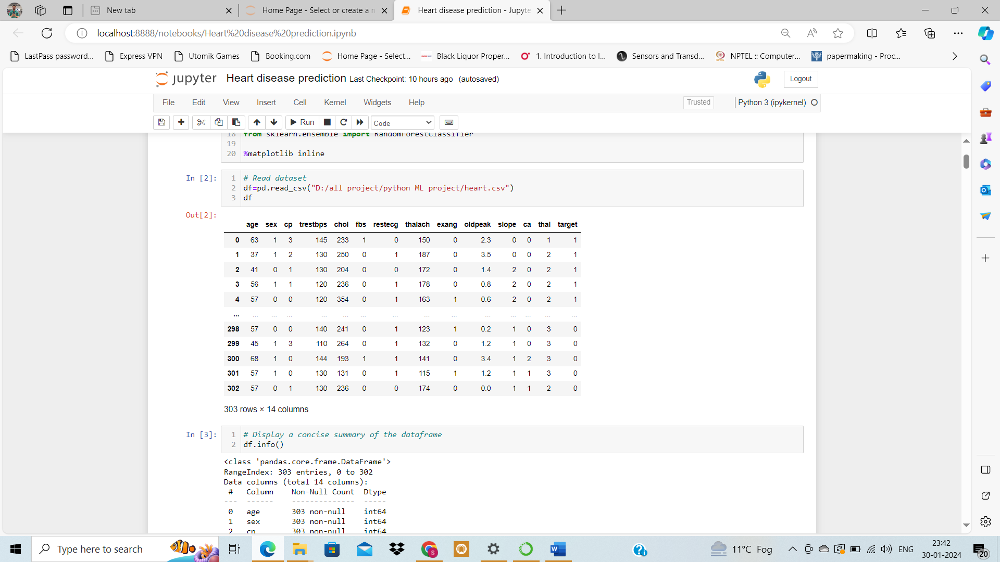 New tab
Home Page - Select or create a n
Heart disease prediction - Jupyte
localhost:8888/notebooks/Heart%20disease%20prediction.ipynb
LastPass password... Express VPN Utomik Games Booking.com Home Page - Select... Black Liquor Proper... 1. Introduction to I... Sensors and Transd... NPTEL :: Computer... papermaking - Proc...
jupyter Heart disease prediction Last Checkpoint: 10 hours ago (autosaved) Logout
File Edit View Insert Cell Kernel Widgets Help Trusted Python 3 (ipykernel)
Run Code
18 from sklearn.ensemble import RandomForestClassifier
19
20 %matplotlib inline
In [2]: 1 # Read dataset
2 df=pd.read_csv("D:/all project/python ML project/heart.csv")
3 df
Out[2]:
age sex cp trestbps chol fbs restecg thalach exang oldpeak slope ca thal target
0 63 1 3 145 233 1 0 150 0 2.3 0 0 1 1
1 37 1 2 130 250 0 1 187 0 3.5 0 0 2 1
2 41 0 1 130 204 0 0 172 0 1.4 2 0 2 1
3 56 1 1 120 236 0 1 178 0 0.8 2 0 2 1
4 57 0 0 120 354 0 1 163 1 0.6 2 0 2 1
... ... ... ... ... ... ... ... ... ... ... ... ... ... ...
298 57 0 0 140 241 0 1 123 1 0.2 1 0 3 0
299 45 1 3 110 264 0 1 132 0 1.2 1 0 3 0
300 68 1 0 144 193 1 1 141 0 3.4 1 2 3 0
301 57 1 0 130 131 0 1 115 1 1.2 1 1 3 0
302 57 0 1 130 236 0 0 174 0 0.0 1 1 2 0
303 rows × 14 columns
In [3]: 1 # Display a concise summary of the dataframe
2 df.info()
<class 'pandas.core.frame.DataFrame'>
RangeIndex: 303 entries, 0 to 302
Data columns (total 14 columns):
# Column Non-Null Count Dtype
--- ------ -------------- -----
0 age 303 non-null int64
1 sex 303 non-null int64
2 cp 303 non-null int64
Type here to search
11°C Fog
ENG
23:42
30-01-2024
20